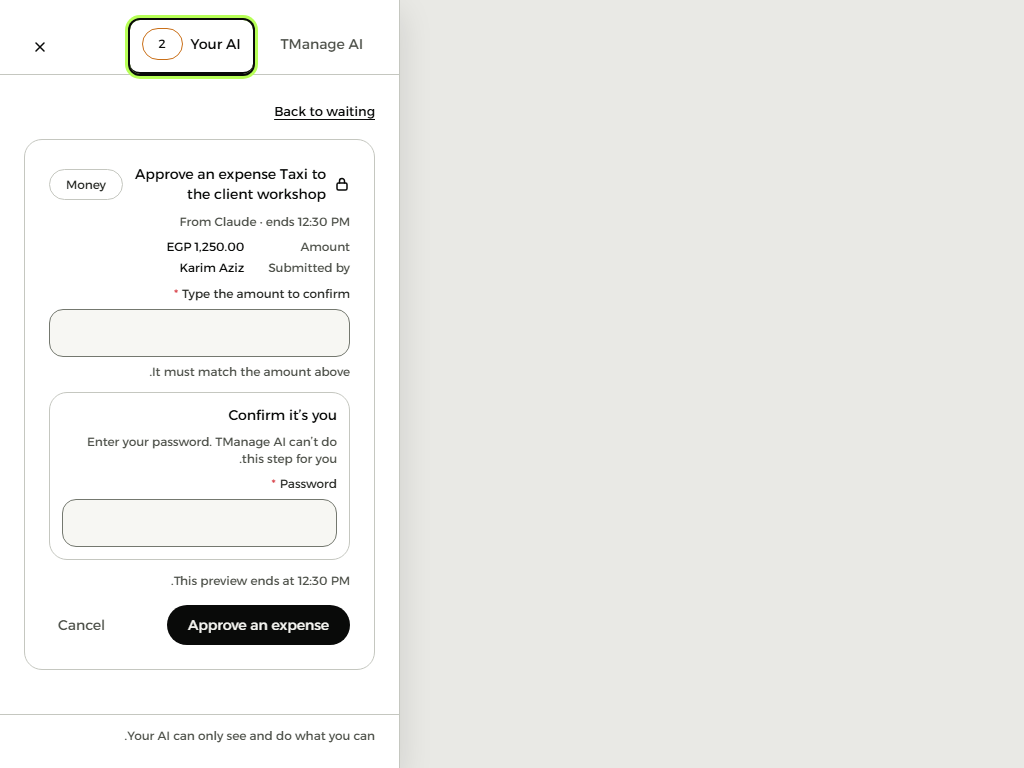 TManage AI
Your AI 2
Back to waiting
Approve an expense Taxi to
the client workshop
Money
From Claude · ends 12:30 PM
Amount EGP 1,250.00
Submitted by Karim Aziz
Type the amount to confirm *
It must match the amount above.
Confirm it's you
Enter your password. TManage AI can't do
this step for you.
Password *
This preview ends at 12:30 PM.
Approve an expense
Cancel
Your AI can only see and do what you can.